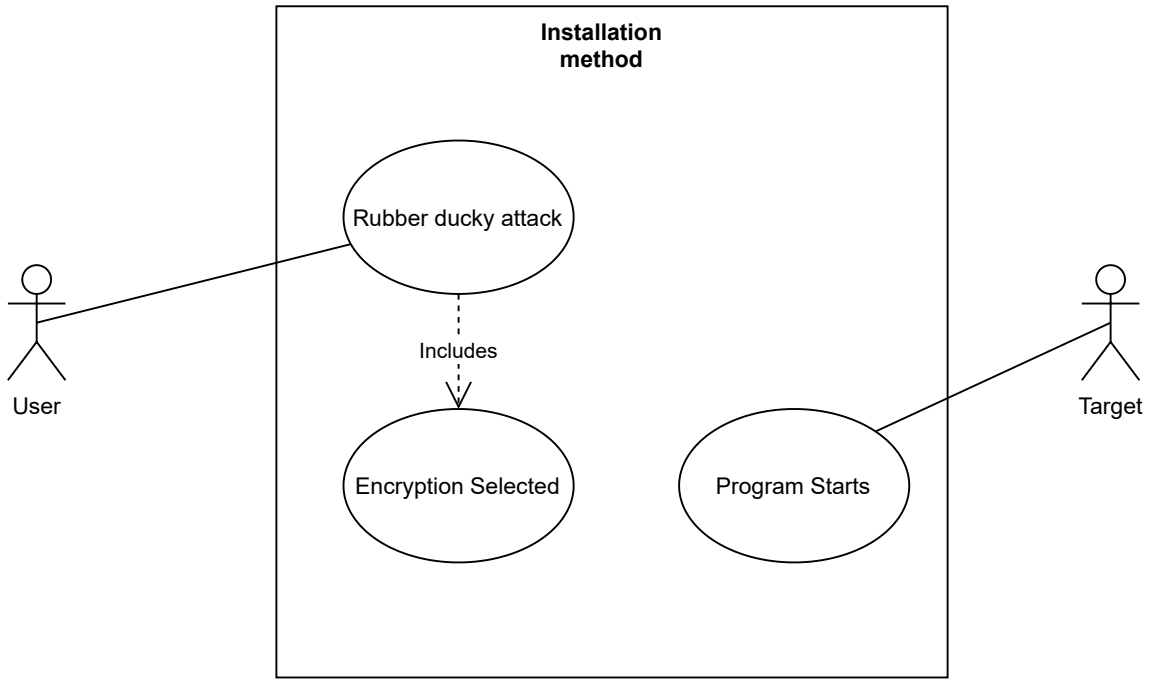 Installation
method
Rubber ducky attack
Includes
User
Target
Encryption Selected
Program Starts